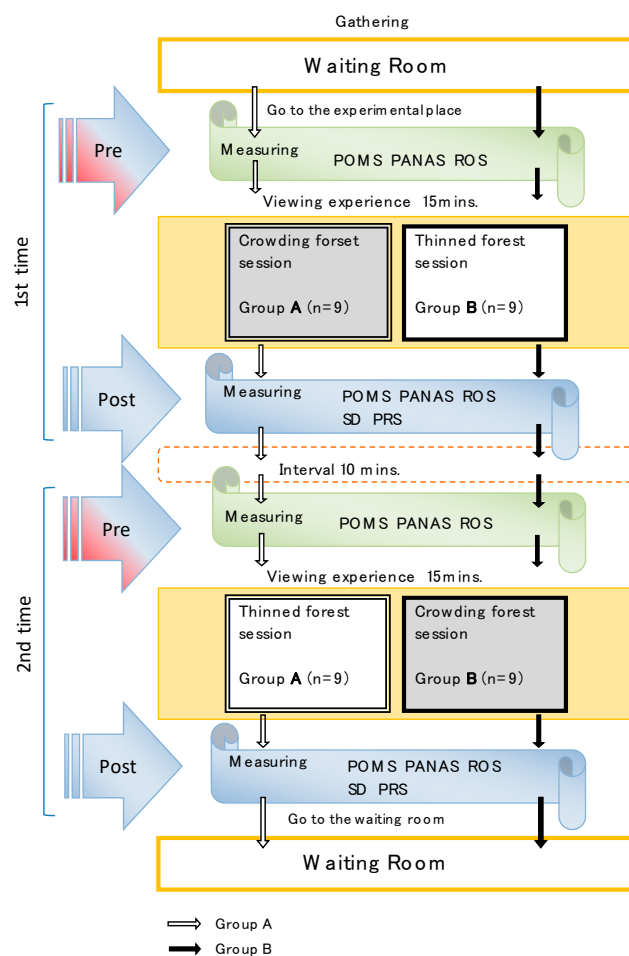 Gathering
Waiting Room
Go to the experimental place
Pre
Measuring
POMS PANAS ROS
Viewing experience 15mins.
1st time
Crowding forset
session
Group A (n=9)
Thinned forest
session
Group B (n=9)
Post
Measuring
POMS PANAS ROS
SD PRS
Interval 10 mins.
Pre
Measuring
POMS PANAS ROS
Viewing experience 15mins.
2nd time
Thinned forest
session
Group A (n=9)
Crowding forest
session
Group B (n=9)
Post
Measuring
POMS PANAS ROS
SD PRS
Go to the waiting room
Waiting Room
Group A
Group B